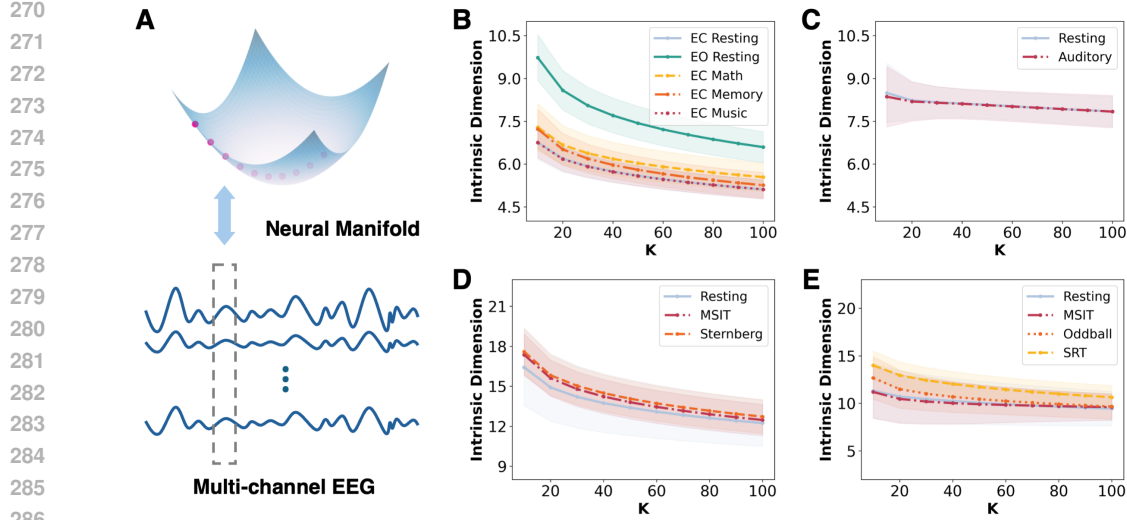 270
271
272
273
274
275
276
277
278
279
280
281
282
283
284
285
286
A
Neural Manifold
Multi-channel EEG
B
Intrinsic Dimension
10.5
9.0
7.5
6.0
4.5
20 40 60 80 100
K
EC Resting
EO Resting
EC Math
EC Memory
EC Music
C
Intrinsic Dimension
10.5
9.0
7.5
6.0
4.5
20 40 60 80 100
K
Resting
Auditory
D
Intrinsic Dimension
21
18
15
12
9
20 40 60 80 100
K
Resting
MSIT
Sternberg
E
Intrinsic Dimension
20
15
10
5
20 40 60 80 100
K
Resting
MSIT
Oddball
SRT